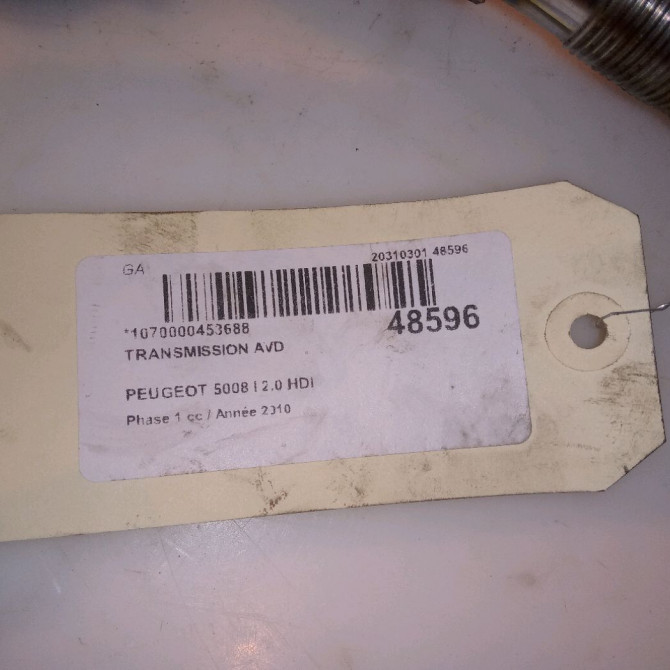 GA 20310301 48596
*1070000453688 48596
TRANSMISSION AVD
PEUGEOT 5008 I 2.0 HDI
Phase 1 cc / Année 2010